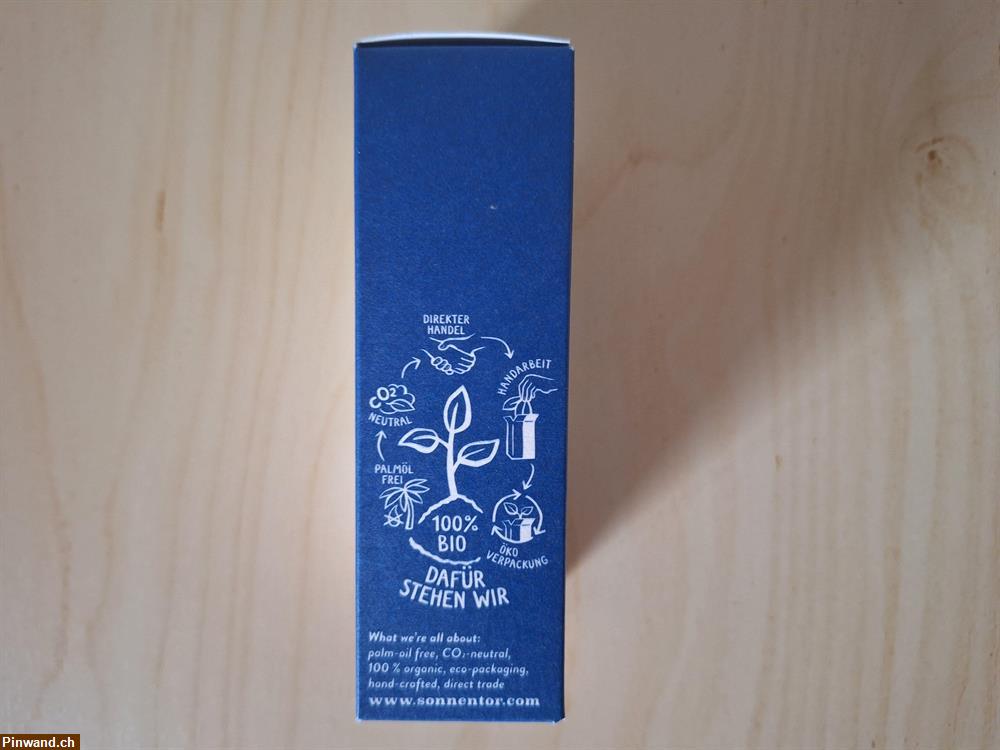 DIREKTER
HANDEL
HANDARBEIT
CO2
NEUTRAL
PALMÖL
FREI
100%
BIO
ÖKO
VERPACKUNG
DAFÜR
STEHEN WIR
What we're all about:
palm-oil free, CO₂-neutral,
100 % organic, eco-packaging,
hand-crafted, direct trade
www.sonnentor.com
Pinwand.ch